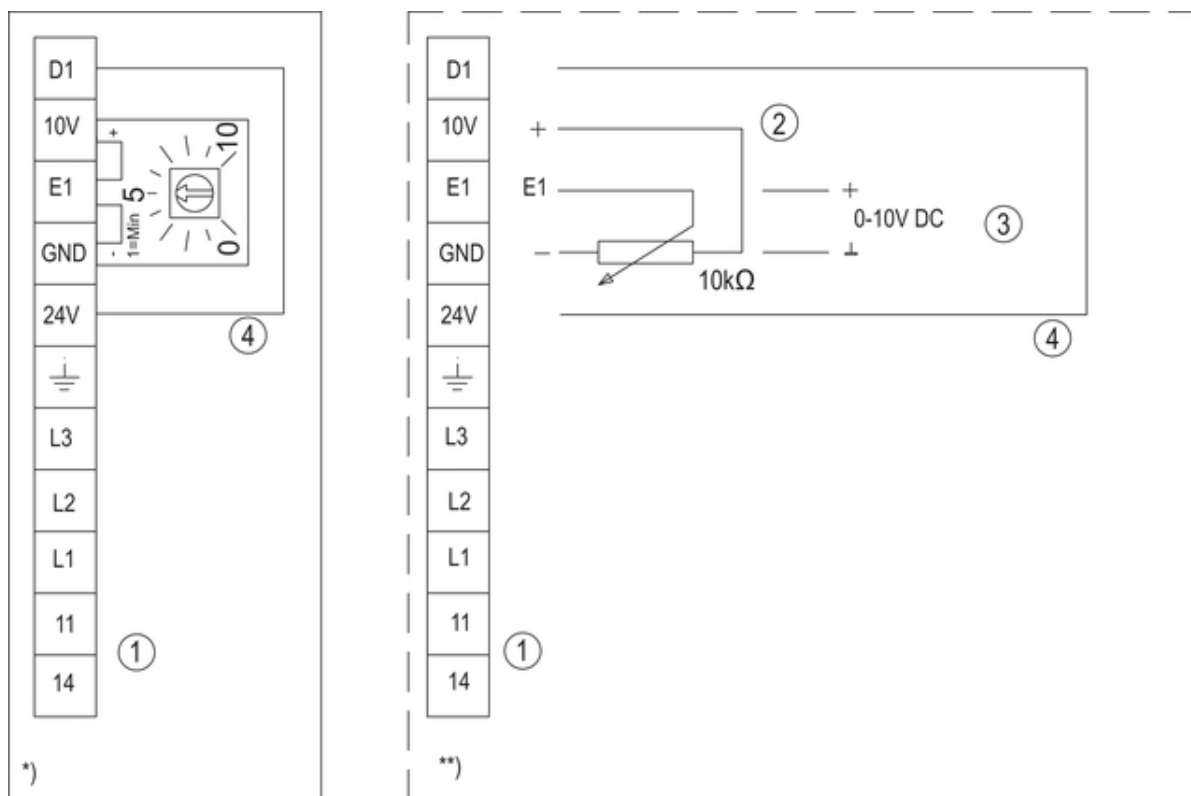 D1
10V
E1
GND
24V
L3
L2
L1
11
14
+
-
1=Min
0
5
10
4
1
*)
D1
10V
E1
GND
24V
L3
L2
L1
11
14
+
E1
–
10kΩ
2
+
0-10V DC
⊥
3
4
1
**)